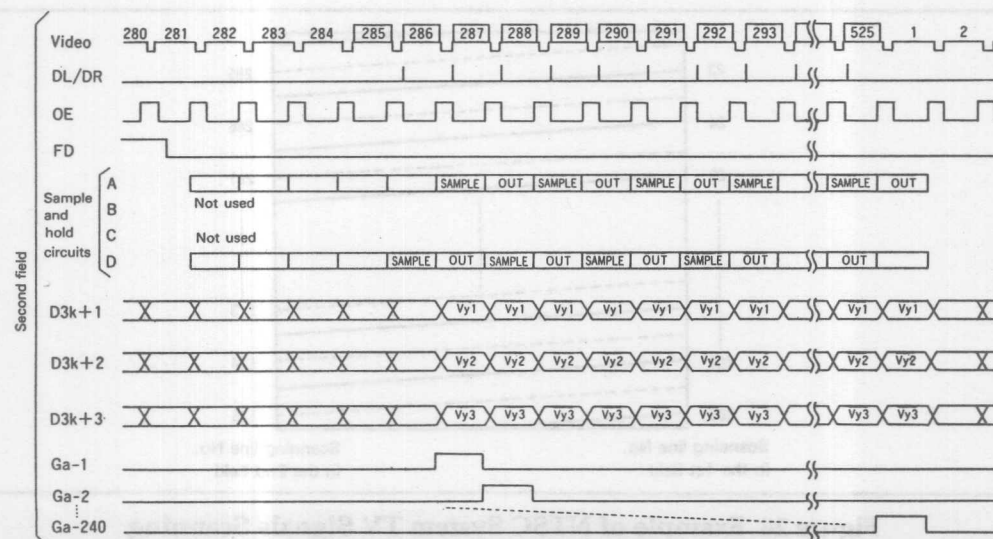 Second field
Video 280 281 282 283 284 285 286 287 288 289 290 291 292 293 525 1 2
DL/DR
OE
FD
Sample and hold circuits
A SAMPLE OUT SAMPLE OUT SAMPLE OUT SAMPLE SAMPLE OUT
B Not used
C Not used
D SAMPLE OUT SAMPLE OUT SAMPLE OUT SAMPLE OUT OUT
D3k+1 Vy1 Vy1 Vy1 Vy1 Vy1 Vy1 Vy1 Vy1 Vy1
D3k+2 Vy2 Vy2 Vy2 Vy2 Vy2 Vy2 Vy2 Vy2 Vy2
D3k+3 Vy3 Vy3 Vy3 Vy3 Vy3 Vy3 Vy3 Vy3 Vy3
Ga-1
Ga-2
Ga-240